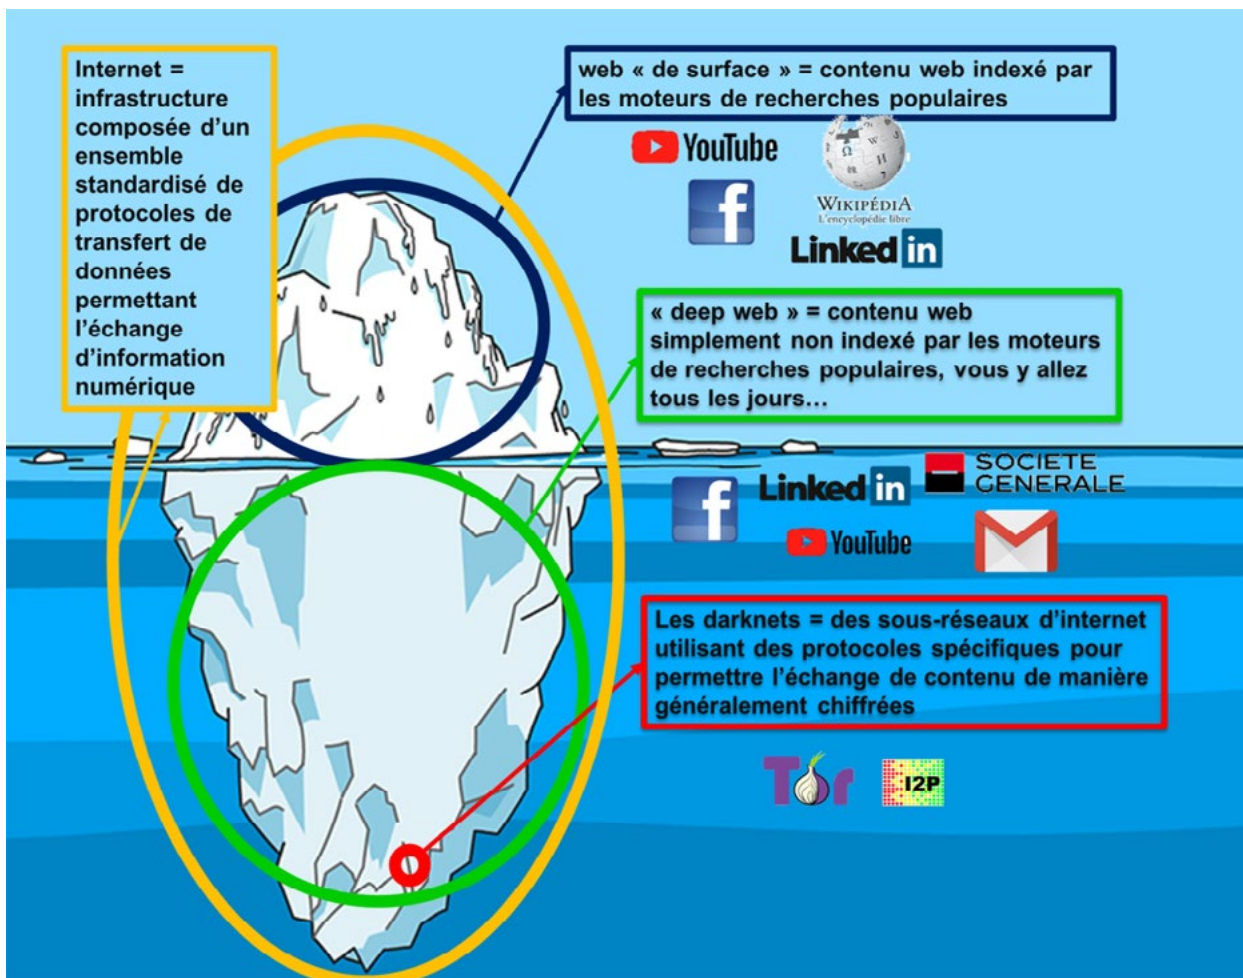 Internet =
infrastructure
composée d'un
ensemble
standardisé de
protocoles de
transfert de
données
permettant
l'échange
d'information
numérique
web « de surface » = contenu web indexé par
les moteurs de recherches populaires
YouTube
f
WIKIPÉDIA
L'encyclopédie libre
Linked in
« deep web » = contenu web
simplement non indexé par les moteurs
de recherches populaires, vous y allez
tous les jours…
f
Linked in
SOCIETE
GENERALE
YouTube
Les darknets = des sous-réseaux d'internet
utilisant des protocoles spécifiques pour
permettre l'échange de contenu de manière
généralement chiffrées
Tor
I2P